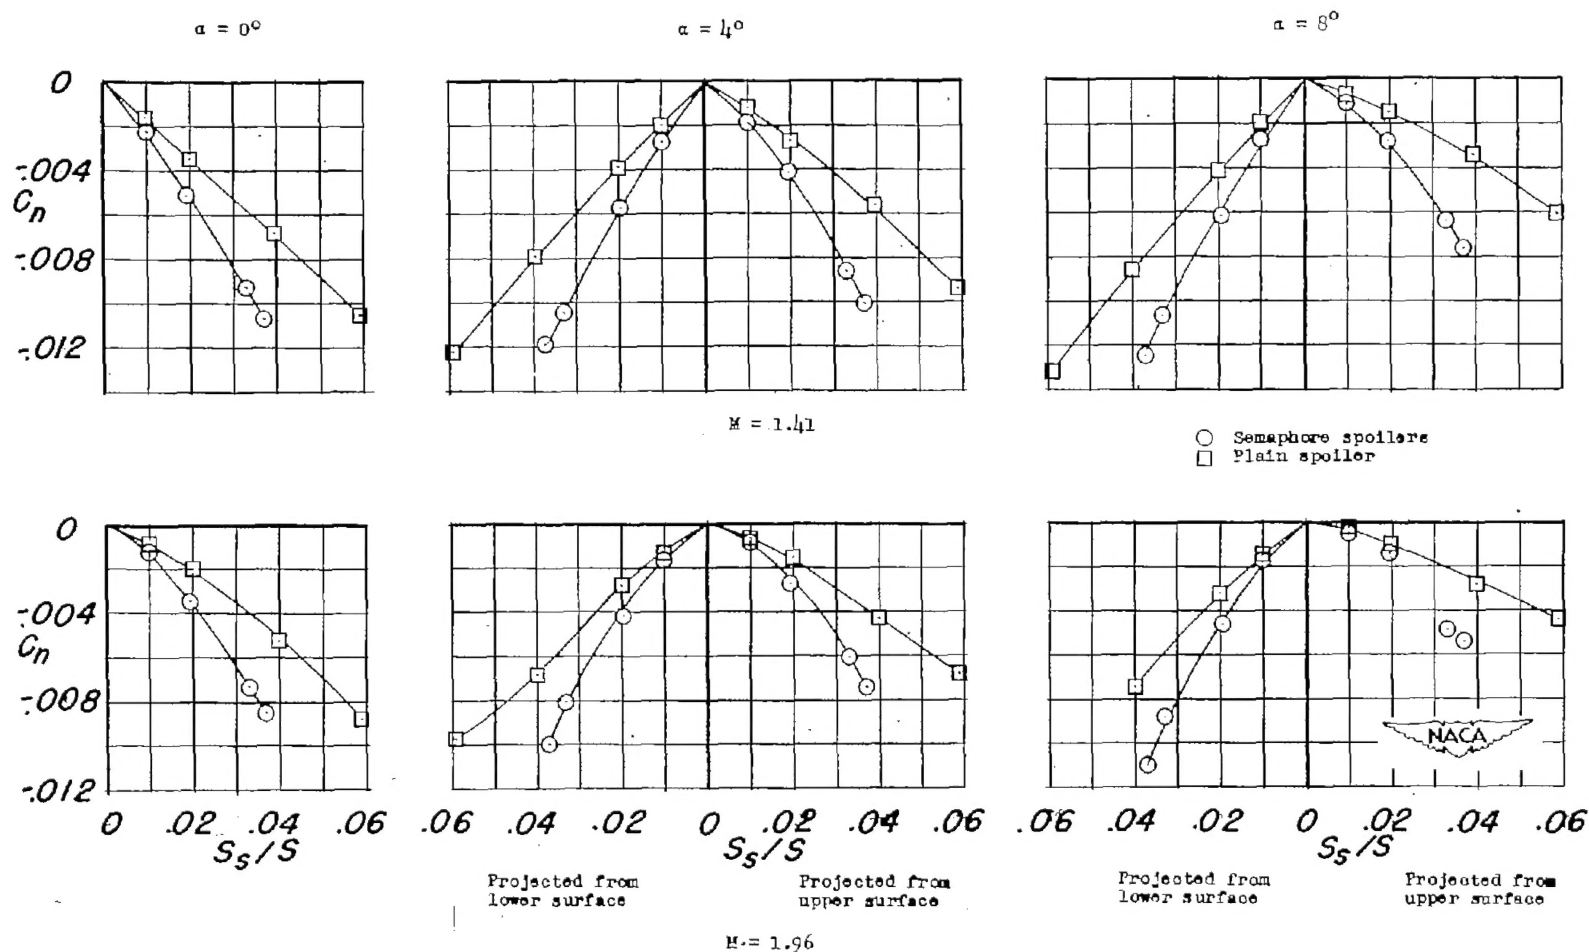 α = 0° α = 4° α = 8°
0
-.004
Cn
-.008
-.012
M = 1.41
Semaphore spoilers
Plain spoiler
0
-.004
Cn
-.008
-.012
0 .02 .04 .06 .06 .04 .02 0 .02 .04 .06 .06 .04 .02 0 .02 .04 .06
Ss/S Ss/S Ss/S
NACA
Projected from lower surface
Projected from upper surface
Projected from lower surface
Projected from upper surface
M = 1.96